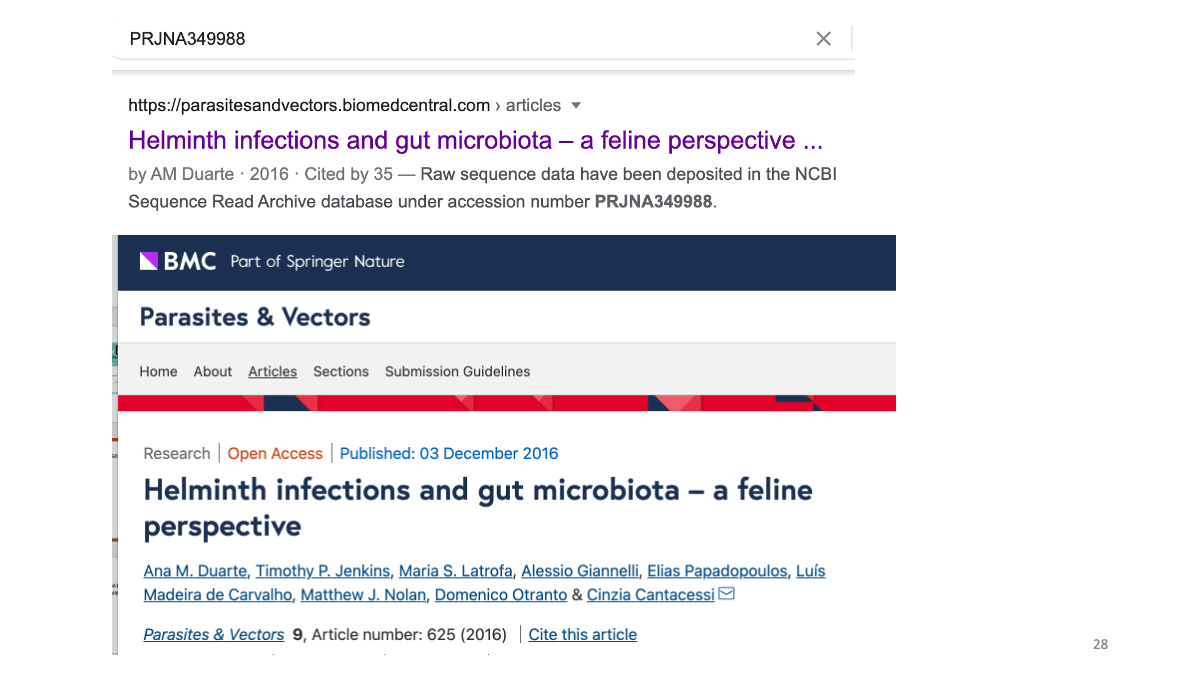 PRJNA349988
https://parasitesandvectors.biomedcentral.com › articles
Helminth infections and gut microbiota – a feline perspective ...
by AM Duarte · 2016 · Cited by 35 — Raw sequence data have been deposited in the NCBI
Sequence Read Archive database under accession number PRJNA349988.
BMC Part of Springer Nature
Parasites & Vectors
Home About Articles Sections Submission Guidelines
Research | Open Access | Published: 03 December 2016
Helminth infections and gut microbiota – a feline
perspective
Ana M. Duarte, Timothy P. Jenkins, Maria S. Latrofa, Alessio Giannelli, Elias Papadopoulos, Luís
Madeira de Carvalho, Matthew J. Nolan, Domenico Otranto & Cinzia Cantacessi
Parasites & Vectors 9, Article number: 625 (2016) | Cite this article
28